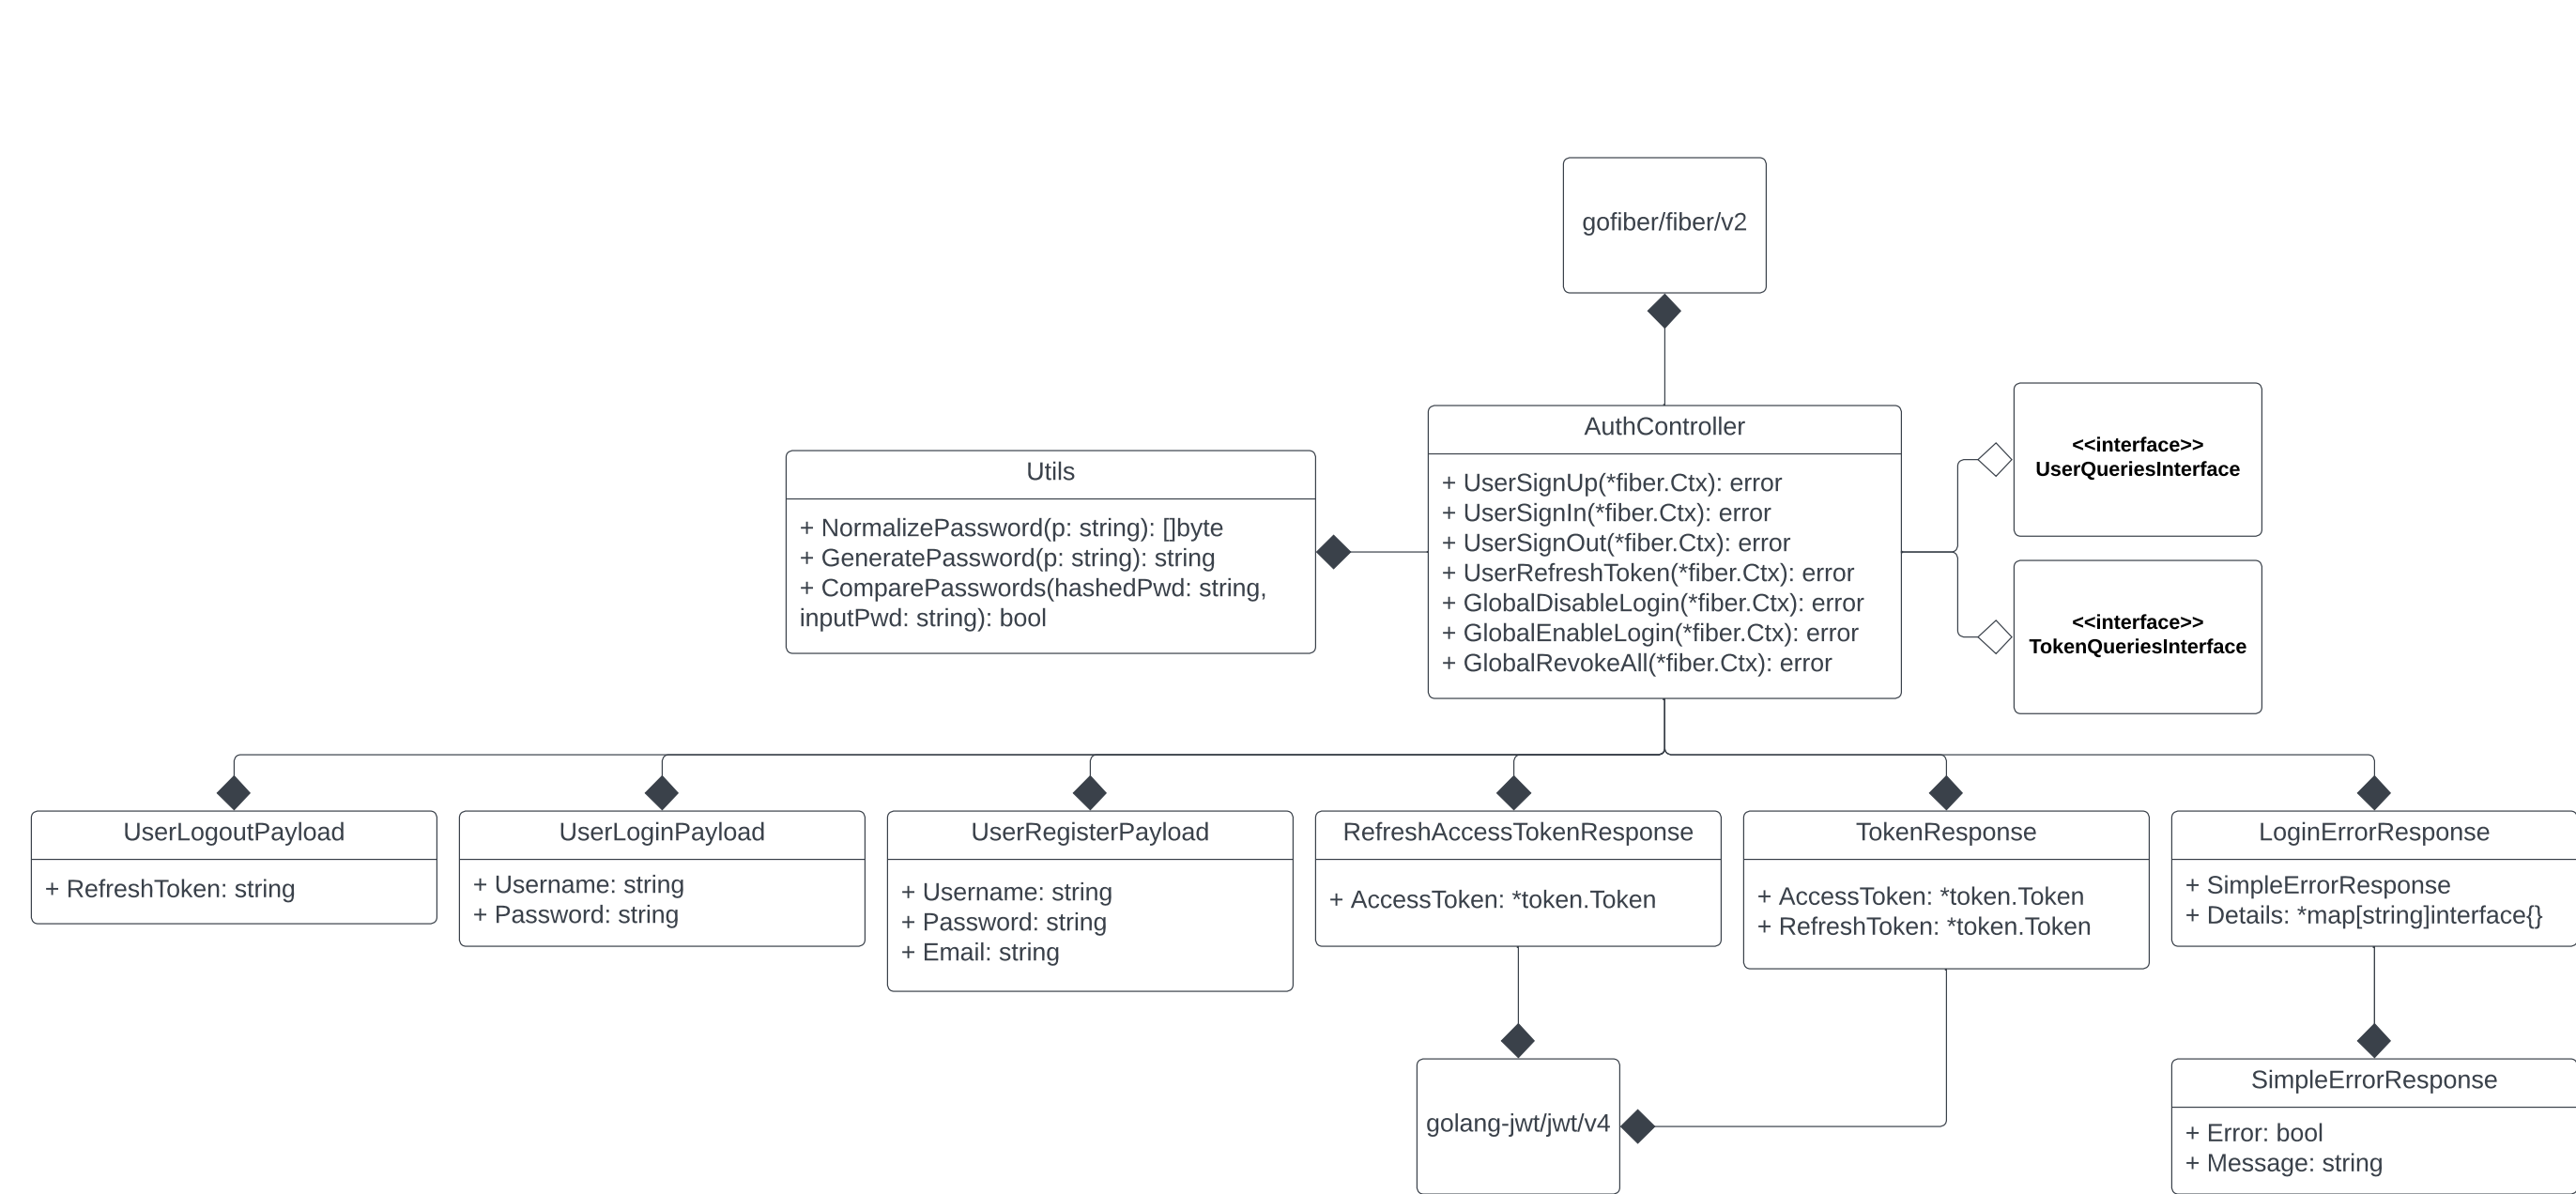 gofiber/fiber/v2
AuthController
+ UserSignUp(*fiber.Ctx): error
+ UserSignIn(*fiber.Ctx): error
+ UserSignOut(*fiber.Ctx): error
+ UserRefreshToken(*fiber.Ctx): error
+ GlobalDisableLogin(*fiber.Ctx): error
+ GlobalEnableLogin(*fiber.Ctx): error
+ GlobalRevokeAll(*fiber.Ctx): error
<<interface>>
UserQueriesInterface
<<interface>>
TokenQueriesInterface
Utils
+ NormalizePassword(p: string): []byte
+ GeneratePassword(p: string): string
+ ComparePasswords(hashedPwd: string,
inputPwd: string): bool
UserLogoutPayload
+ RefreshToken: string
UserLoginPayload
+ Username: string
+ Password: string
UserRegisterPayload
+ Username: string
+ Password: string
+ Email: string
RefreshAccessTokenResponse
+ AccessToken: *token.Token
TokenResponse
+ AccessToken: *token.Token
+ RefreshToken: *token.Token
LoginErrorResponse
+ SimpleErrorResponse
+ Details: *map[string]interface{}
golang-jwt/jwt/v4
SimpleErrorResponse
+ Error: bool
+ Message: string